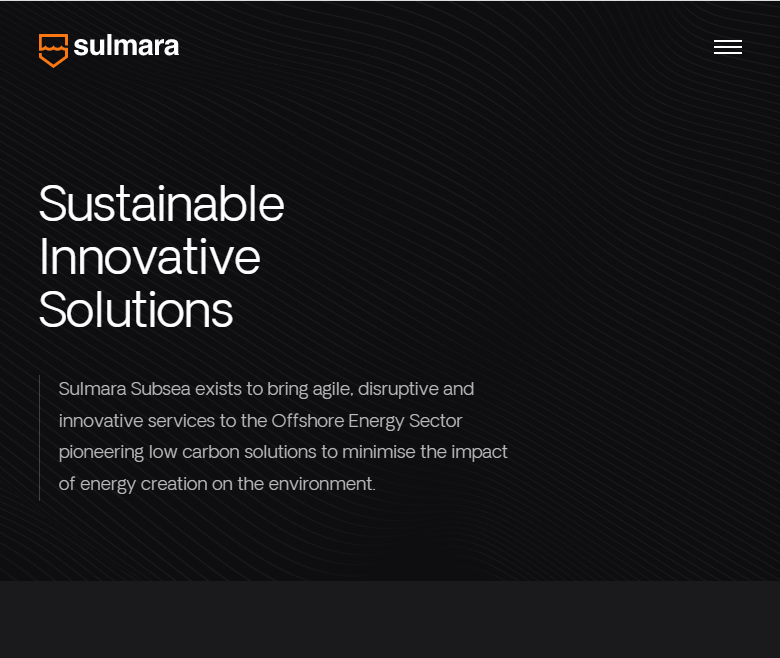 sulmara
Sustainable
Innovative
Solutions
Sulmara Subsea exists to bring agile, disruptive and
innovative services to the Offshore Energy Sector
pioneering low carbon solutions to minimise the impact
of energy creation on the environment.